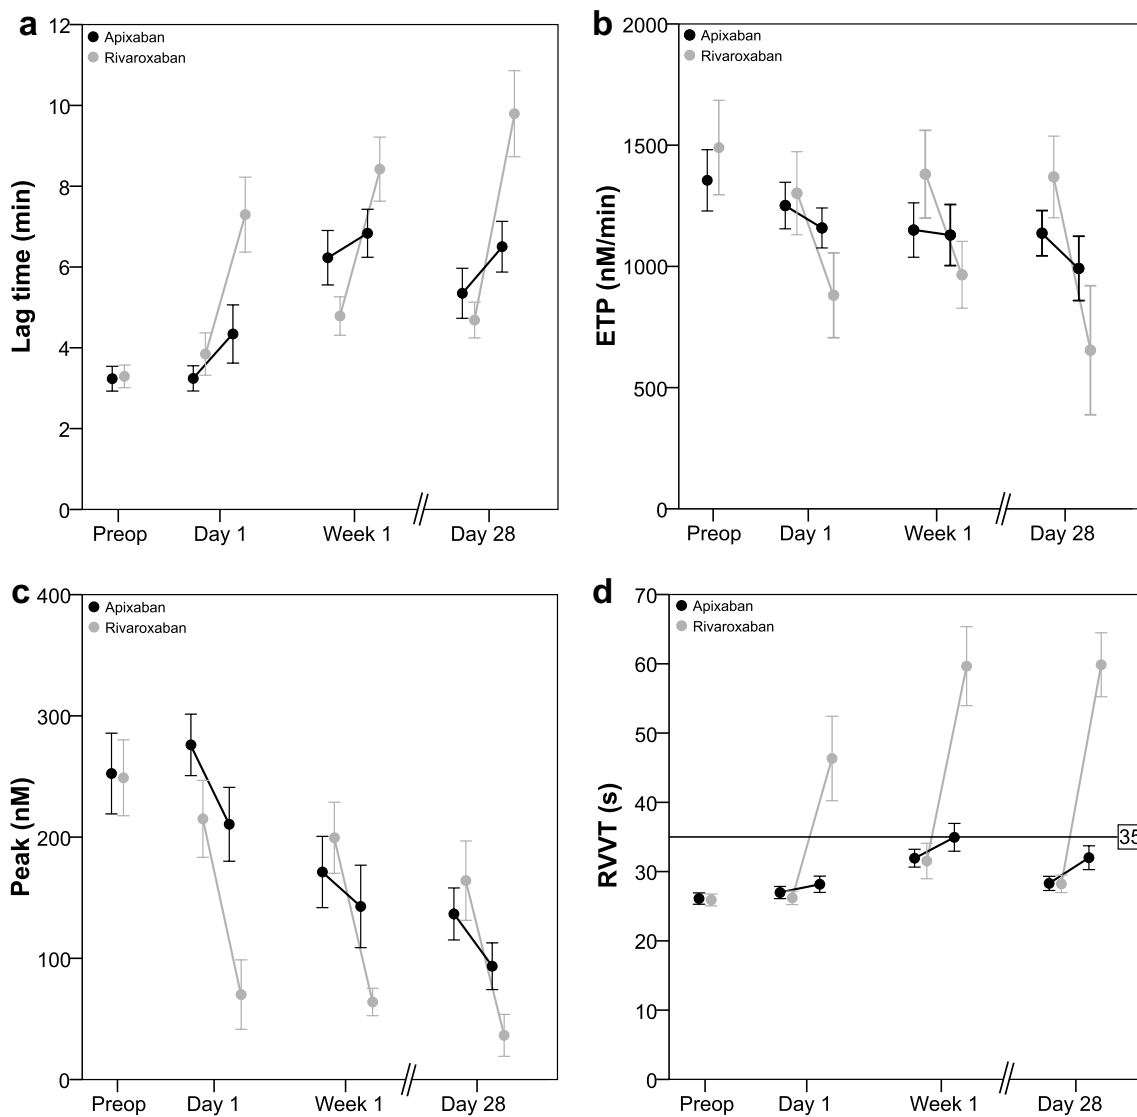 a
Apixaban
Rivaroxaban
Lag time (min)
12
10
8
6
4
2
0
Preop Day 1 Week 1 Day 28
b
Apixaban
Rivaroxaban
ETP (nM/min)
2000
1500
1000
500
0
Preop Day 1 Week 1 Day 28
c
Apixaban
Rivaroxaban
Peak (nM)
400
300
200
100
0
Preop Day 1 Week 1 Day 28
d
Apixaban
Rivaroxaban
RVVT (s)
70
60
50
40
30
20
10
0
35
Preop Day 1 Week 1 Day 28